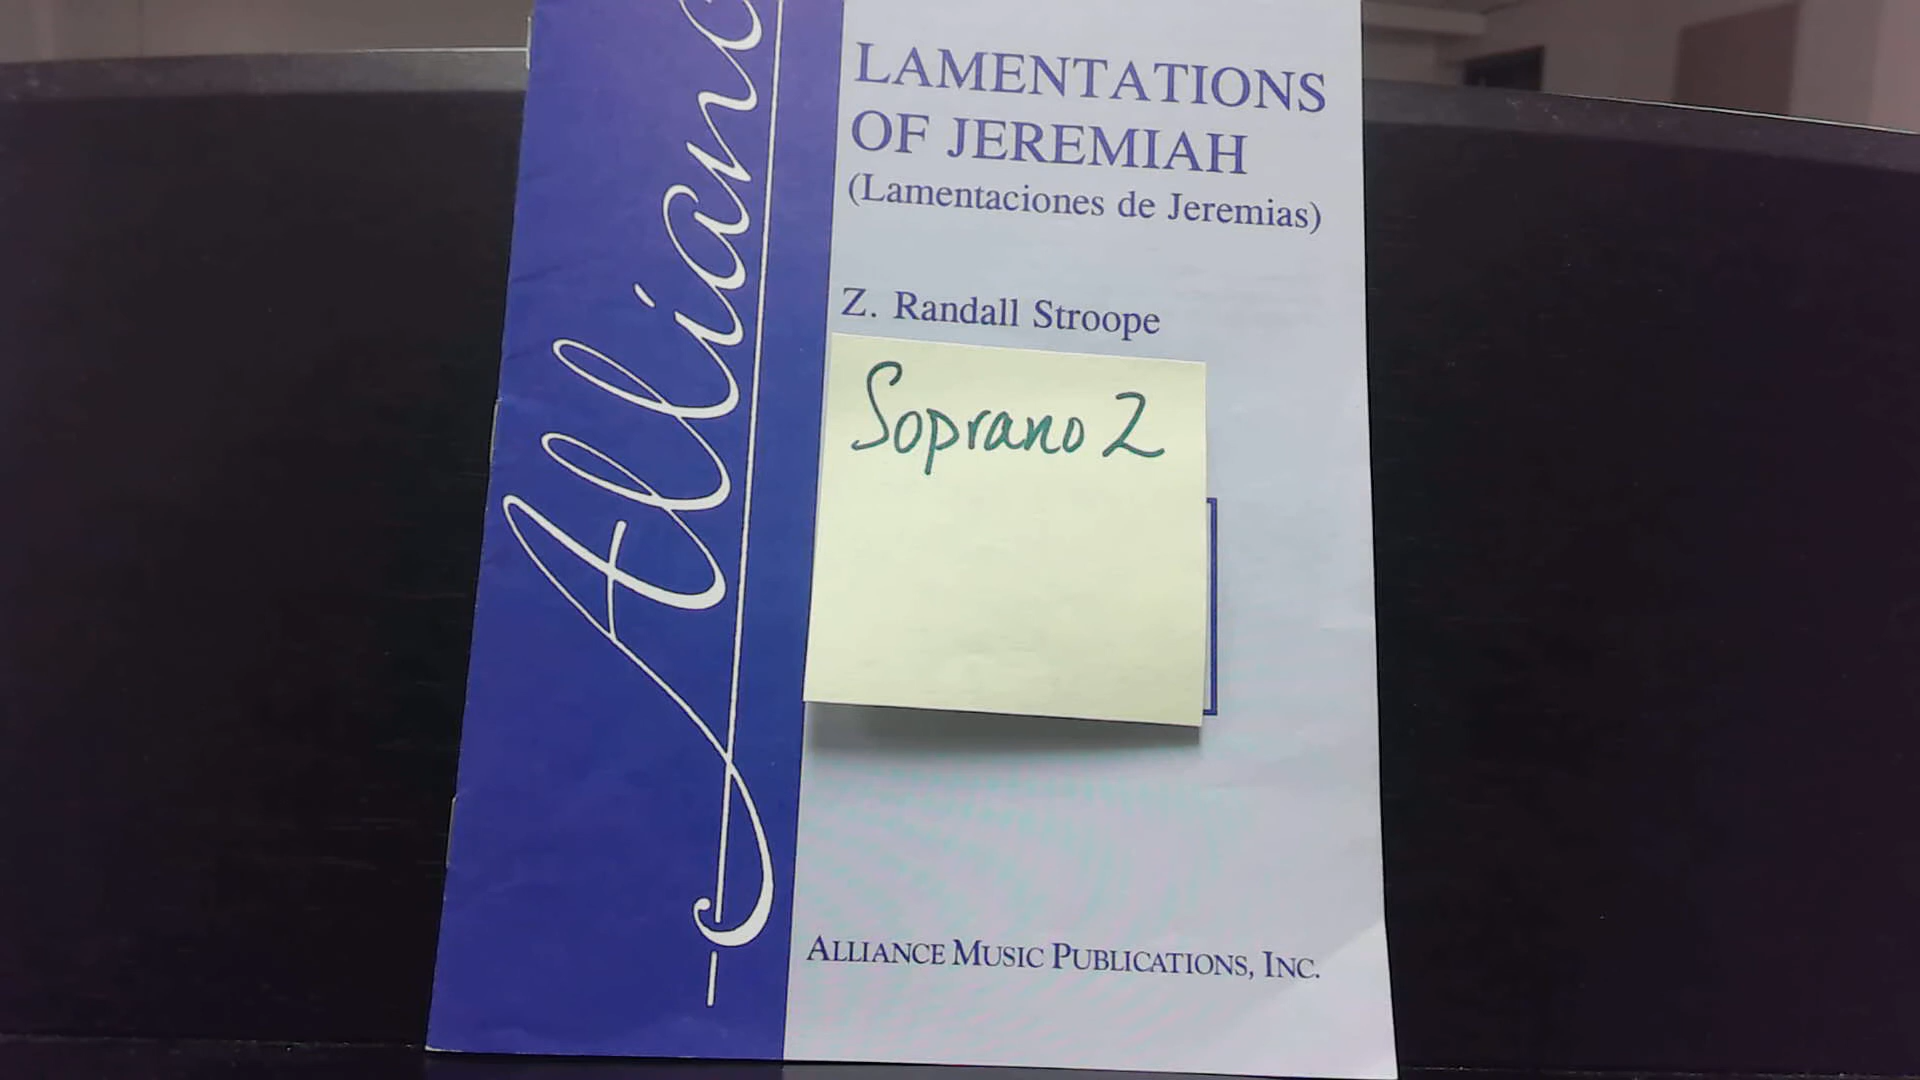 LAMENTATIONS
OF JEREMIAH
(Lamentaciones de Jeremias)
Z. Randall Stroope
Soprano 2
ALLIANCE MUSIC PUBLICATIONS, INC.